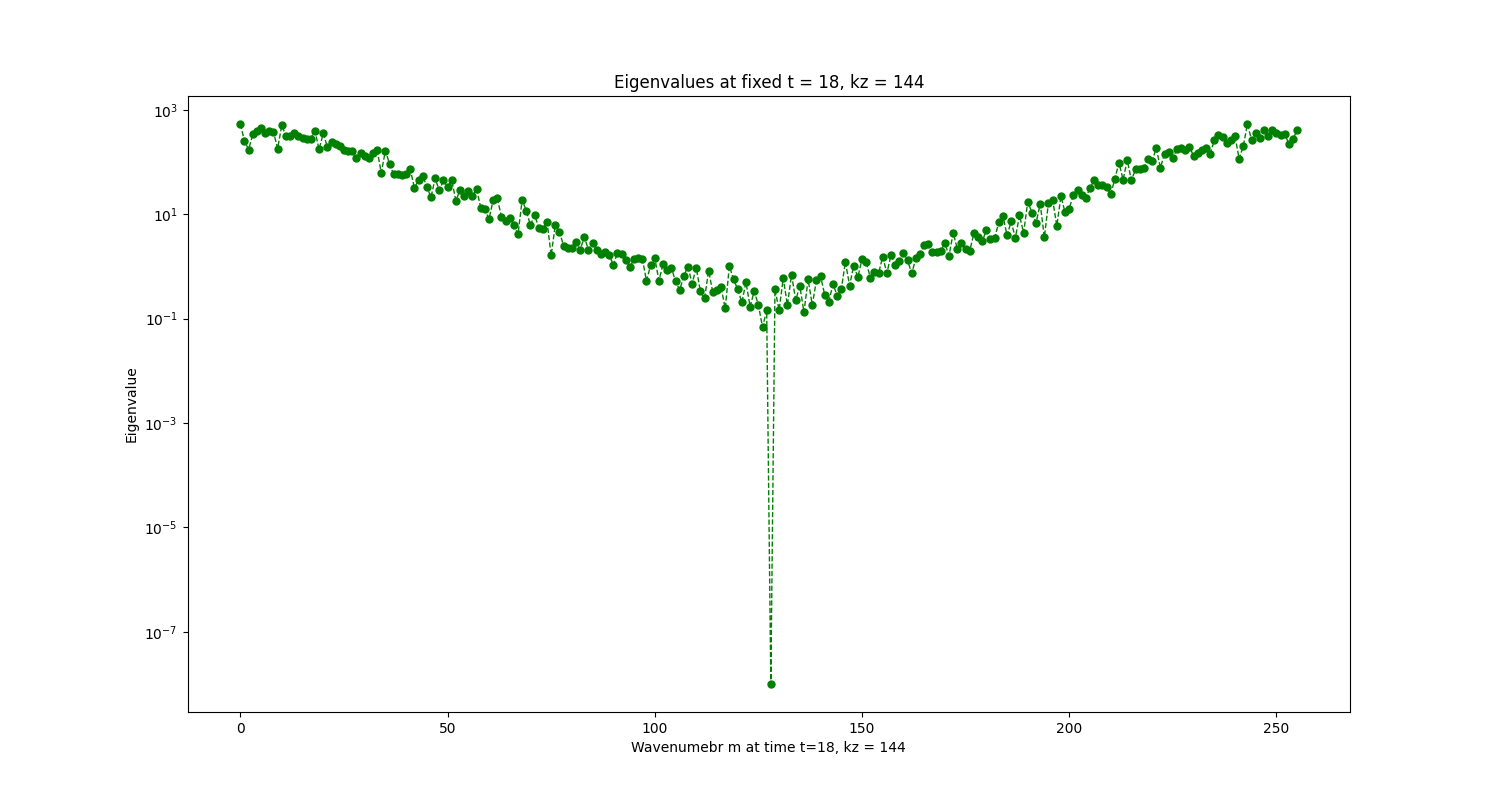 Eigenvalues at fixed t = 18, kz = 144
10³
10¹
10⁻¹
10⁻³
10⁻⁵
10⁻⁷
Eigenvalue
0 50 100 150 200 250
Wavenumebr m at time t=18, kz = 144